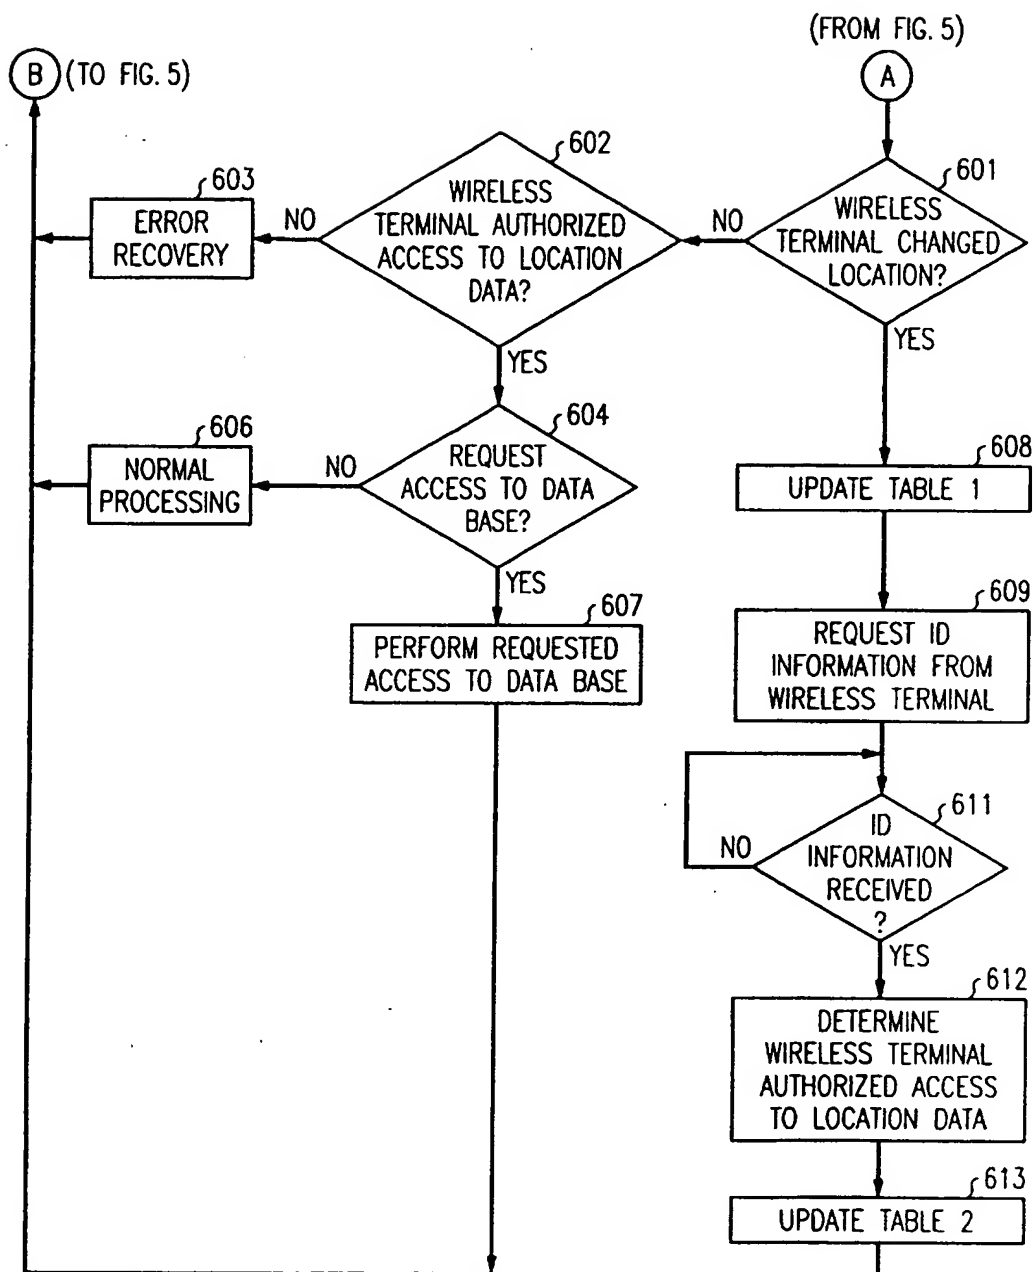 (FROM FIG. 5)
B (TO FIG. 5)
A
602
601
603
WIRELESS
TERMINAL AUTHORIZED
ACCESS TO LOCATION
DATA?
NO
WIRELESS
TERMINAL CHANGED
LOCATION?
NO
ERROR
RECOVERY
YES
YES
604
606
REQUEST
ACCESS TO DATA
BASE?
NO
NORMAL
PROCESSING
608
UPDATE TABLE 1
YES
607
PERFORM REQUESTED
ACCESS TO DATA BASE
609
REQUEST ID
INFORMATION FROM
WIRELESS TERMINAL
611
ID
INFORMATION
RECEIVED
?
NO
YES
612
DETERMINE
WIRELESS TERMINAL
AUTHORIZED ACCESS
TO LOCATION DATA
613
UPDATE TABLE 2